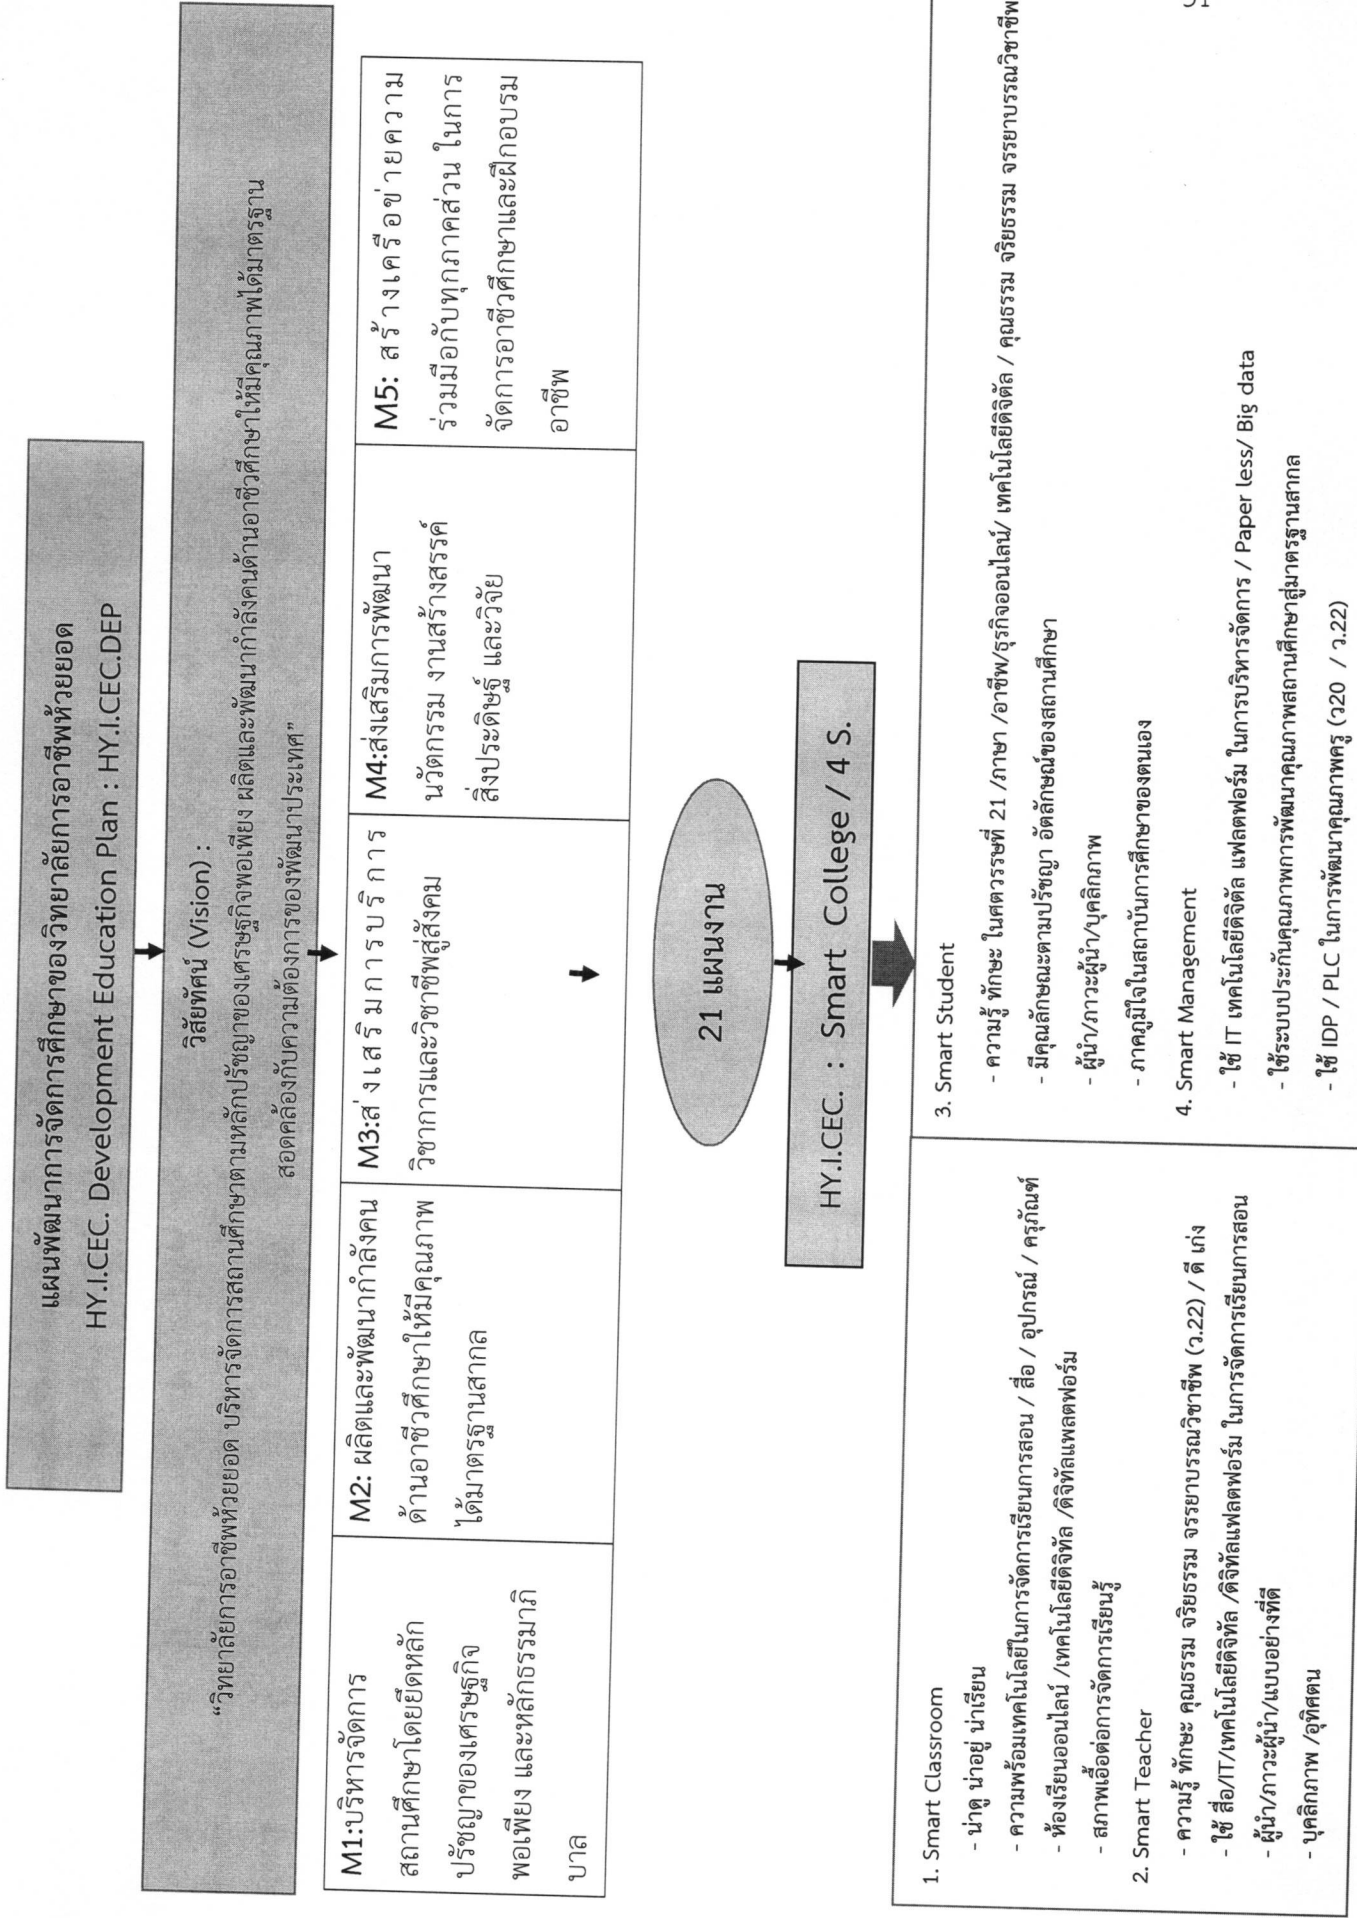 แผนพัฒนาการจัดการศึกษาของวิทยาลัยการอาชีพห้วยยอด
HY.I.CEC. Development Education Plan : HY.I.CEC.DEP
วิสัยทัศน์ (Vision) :
“วิทยาลัยการอาชีพห้วยยอด บริหารจัดการสถานศึกษาตามหลักปรัชญาของเศรษฐกิจพอเพียง ผลิตและพัฒนากำลังคนด้านอาชีวศึกษาให้มีคุณภาพได้มาตรฐาน
สอดคล้องกับความต้องการของพัฒนาประเทศ”
M1:บริหารจัดการ
สถานศึกษาโดยยึดหลัก
ปรัชญาของเศรษฐกิจ
พอเพียง และหลักธรรมาภิ
บาล
M2: ผลิตและพัฒนากำลังคน
ด้านอาชีวศึกษาให้มีคุณภาพ
ได้มาตรฐานสากล
M3:ส่งเสริมการบริการ
วิชาการและวิชาชีพสู่สังคม
M4:ส่งเสริมการพัฒนา
นวัตกรรม งานสร้างสรรค์
สิ่งประดิษฐ์ และวิจัย
M5: สร้างเครือข่ายความ
ร่วมมือกับทุกภาคส่วน ในการ
จัดการอาชีวศึกษาและฝึกอบรม
อาชีพ
21 แผนงาน
HY.I.CEC. : Smart College / 4 S.
1. Smart Classroom
- น่าดู น่าอยู่ น่าเรียน
- ความพร้อมเทคโนโลยีในการจัดการเรียนการสอน / สื่อ / อุปกรณ์ / ครุภัณฑ์
- ห้องเรียนออนไลน์ /เทคโนโลยีดิจิทัล /ดิจิทัลแพลตฟอร์ม
- สภาพเอื้อต่อการจัดการเรียนรู้
2. Smart Teacher
- ความรู้ ทักษะ คุณธรรม จริยธรรม จรรยาบรรณวิชาชีพ (ว.22) / ดี เก่ง
- ใช้ สื่อ/IT/เทคโนโลยีดิจิทัล /ดิจิทัลแฟลตฟอร์ม ในการจัดการเรียนการสอน
- ผู้นำ/ภาวะผู้นำ/แบบอย่างที่ดี
- บุคลิกภาพ /อุทิศตน
3. Smart Student
- ความรู้ ทักษะ ในศตวรรษที่ 21 /ภาษา /อาชีพ/ธุรกิจออนไลน์/ เทคโนโลยีดิจิตัล / คุณธรรม จริยธรรม จรรยาบรรณวิชาชีพ
- มีคุณลักษณะตามปรัชญา อัตลักษณ์ของสถานศึกษา
- ผู้นำ/ภาวะผู้นำ/บุคลิกภาพ
- ภาคภูมิใจในสถาบันการศึกษาของตนเอง
4. Smart Management
- ใช้ IT เทคโนโลยีดิจิตัล แฟลตฟอร์ม ในการบริหารจัดการ / Paper less/ Big data
- ใช้ระบบประกันคุณภาพการพัฒนาคุณภาพสถานศึกษาสู่มาตรฐานสากล
- ใช้ IDP / PLC ในการพัฒนาคุณภาพครู (ว20 / ว.22)